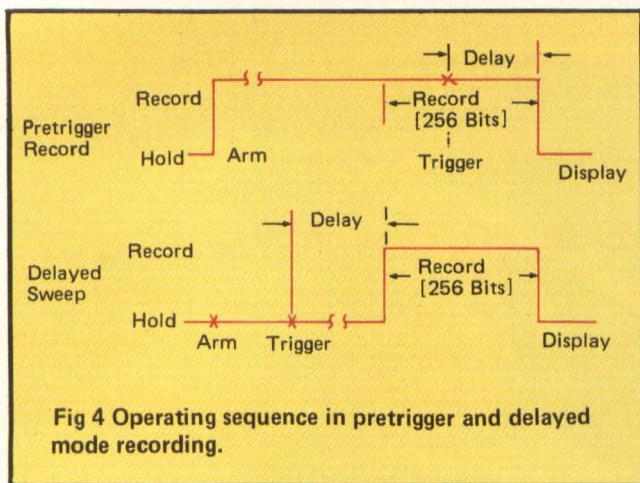 Delay
Record
Pretrigger
Record
Record
[256 Bits]
Hold
Arm
Trigger
Display
Delay
Record
Delayed
Sweep
Record
[256 Bits]
Hold
Arm
Trigger
Display
Fig 4 Operating sequence in pretrigger and delayed
mode recording.